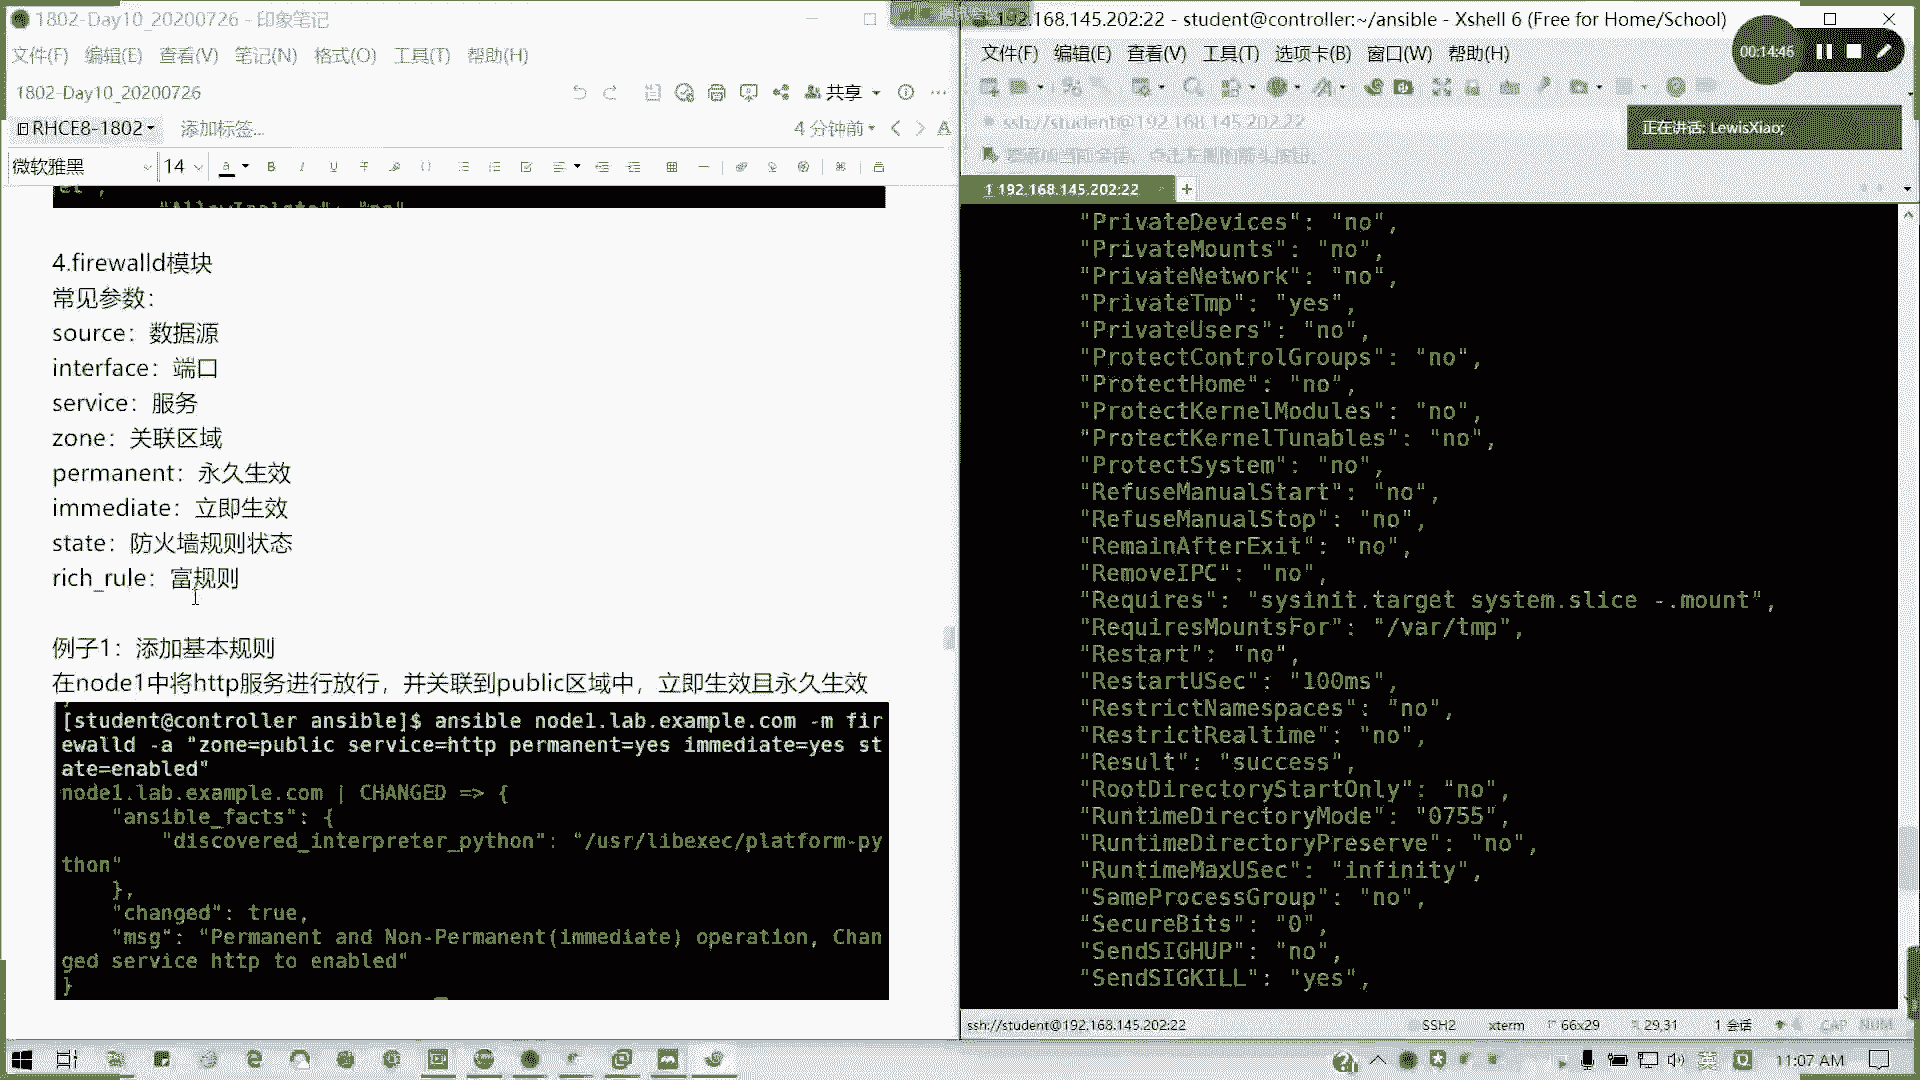 1802-Day10_20200726 - 印象笔记
文件(F) 编辑(E) 查看(V) 笔记(N) 格式(O) 工具(T) 帮助(H)
1802-Day10_20200726
共享
RHCE8-1802
添加标签...
4 分钟前
微软雅黑
14
4.firewalld模块
常见参数：
source：数据源
interface：端口
service：服务
zone：关联区域
permanent：永久生效
immediate：立即生效
state：防火墙规则状态
rich_rule：富规则
例子1：添加基本规则
在node1中将http服务进行放行，并关联到public区域中，立即生效且永久生效
[student@controller ansible]$ ansible node1.lab.example.com -m fir
ewalld -a "zone=public service=http permanent=yes immediate=yes st
ate=enabled"
node1.lab.example.com | CHANGED => {
"ansible_facts": {
"discovered_interpreter_python": "/usr/libexec/platform-py
thon"
},
"changed": true,
"msg": "Permanent and Non-Permanent(immediate) operation, Chan
ged service http to enabled"
}
192.168.145.202:22 - student@controller:~/ansible - Xshell 6 (Free for Home/School)
文件(F) 编辑(E) 查看(V) 工具(T) 选项卡(B) 窗口(W) 帮助(H)
00:14:46
ssh://student@192.168.145.202:22
正在讲话: LewisXiao;
1 192.168.145.202:22
"PrivateDevices": "no",
"PrivateMounts": "no",
"PrivateNetwork": "no",
"PrivateTmp": "yes",
"PrivateUsers": "no",
"ProtectControlGroups": "no",
"ProtectHome": "no",
"ProtectKernelModules": "no",
"ProtectKernelTunables": "no",
"ProtectSystem": "no",
"RefuseManualStart": "no",
"RefuseManualStop": "no",
"RemainAfterExit": "no",
"RemoveIPC": "no",
"Requires": "sysinit.target system.slice -.mount",
"RequiresMountsFor": "/var/tmp",
"Restart": "no",
"RestartUSec": "100ms",
"RestrictNamespaces": "no",
"RestrictRealtime": "no",
"Result": "success",
"RootDirectoryStartOnly": "no",
"RuntimeDirectoryMode": "0755",
"RuntimeDirectoryPreserve": "no",
"RuntimeMaxUSec": "infinity",
"SameProcessGroup": "no",
"SecureBits": "0",
"SendSIGHUP": "no",
"SendSIGKILL": "yes",
ssh://student@192.168.145.202:22
SSH2 xterm 66x29 29,31 1 会话 CAP NUM
英
11:07 AM